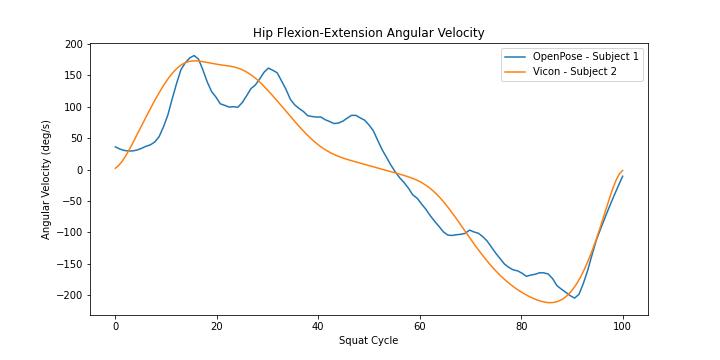 Hip Flexion-Extension Angular Velocity
OpenPose - Subject 1
Vicon - Subject 2
Angular Velocity (deg/s)
200
150
100
50
0
−50
−100
−150
−200
0 20 40 60 80 100
Squat Cycle